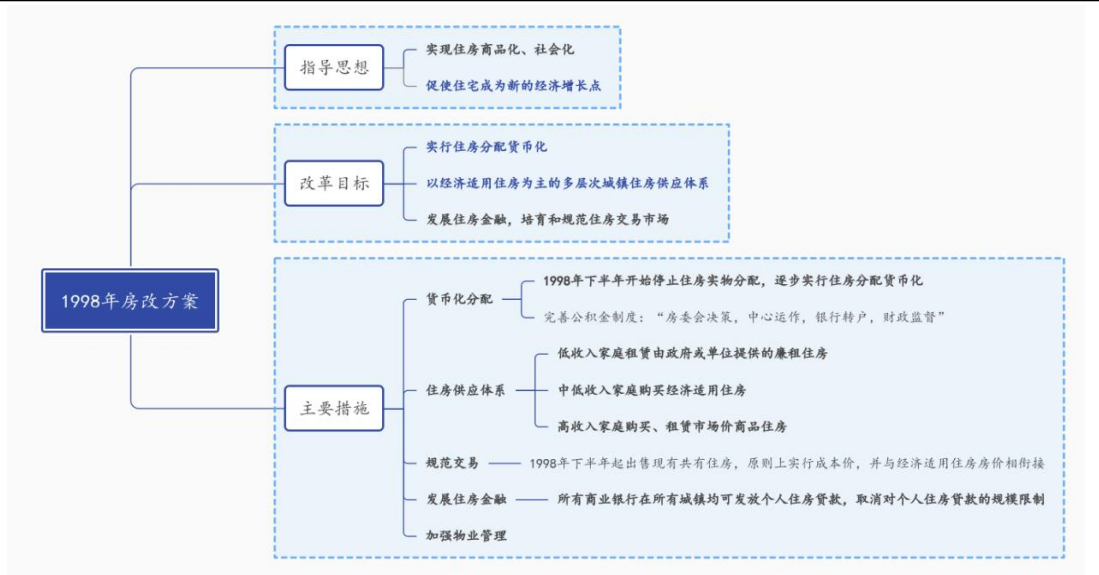 1998年房改方案
指导思想
实现住房商品化、社会化
促使住宅成为新的经济增长点
改革目标
实行住房分配货币化
以经济适用住房为主的多层次城镇住房供应体系
发展住房金融，培育和规范住房交易市场
主要措施
货币化分配
1998年下半年开始停止住房实物分配，逐步实行住房分配货币化
完善公积金制度：“房委会决策，中心运作，银行转户，财政监督”
住房供应体系
低收入家庭租赁由政府或单位提供的廉租住房
中低收入家庭购买经济适用住房
高收入家庭购买、租赁市场价商品住房
规范交易
1998年下半年起出售现有共有住房，原则上实行成本价，并与经济适用住房房价相衔接
发展住房金融
所有商业银行在所有城镇均可发放个人住房贷款，取消对个人住房贷款的规模限制
加强物业管理